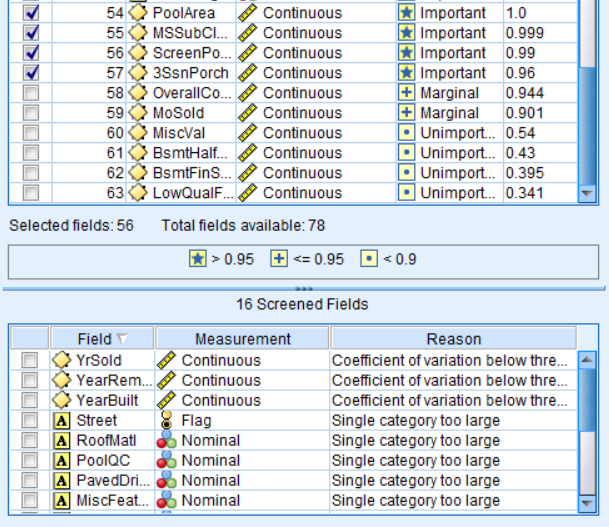 54 PoolArea Continuous Important 1.0
55 MSSubCl... Continuous Important 0.999
56 ScreenPo... Continuous Important 0.99
57 3SsnPorch Continuous Important 0.96
58 OverallCo... Continuous Marginal 0.944
59 MoSold Continuous Marginal 0.901
60 MiscVal Continuous Unimport... 0.54
61 BsmtHalf... Continuous Unimport... 0.43
62 BsmtFinS... Continuous Unimport... 0.395
63 LowQualF... Continuous Unimport... 0.341
Selected fields: 56 Total fields available: 78
> 0.95 <= 0.95 < 0.9
16 Screened Fields
Field Measurement Reason
YrSold Continuous Coefficient of variation below thre...
YearRem... Continuous Coefficient of variation below thre...
YearBuilt Continuous Coefficient of variation below thre...
A Street Flag Single category too large
A RoofMatl Nominal Single category too large
A PoolQC Nominal Single category too large
A PavedDri... Nominal Single category too large
A MiscFeat... Nominal Single category too large